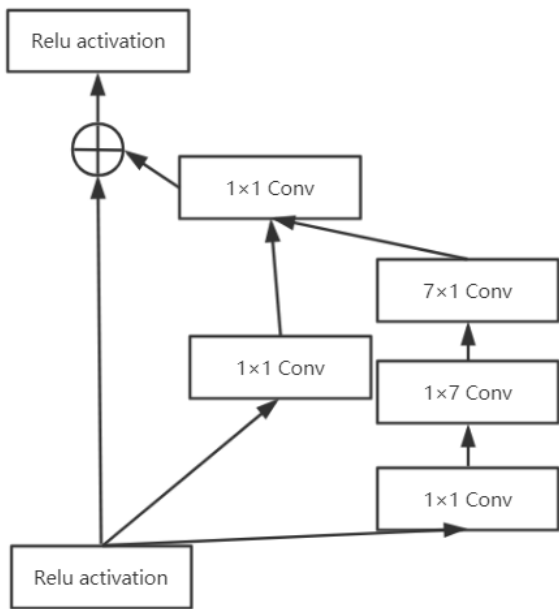 Relu activation
1×1 Conv
7×1 Conv
1×1 Conv
1×7 Conv
1×1 Conv
Relu activation